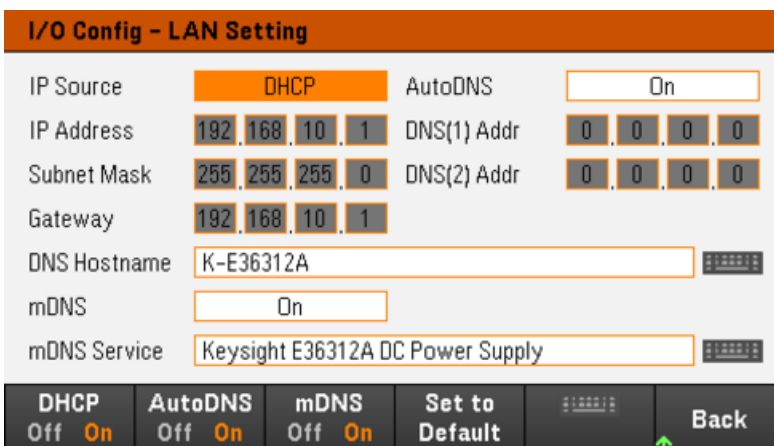 I/O Config – LAN Setting
IP Source DHCP AutoDNS On
IP Address 192 . 168 . 10 . 1 DNS(1) Addr 0 . 0 . 0 . 0
Subnet Mask 255 . 255 . 255 . 0 DNS(2) Addr 0 . 0 . 0 . 0
Gateway 192 . 168 . 10 . 1
DNS Hostname K-E36312A
mDNS On
mDNS Service Keysight E36312A DC Power Supply
DHCP AutoDNS mDNS Set to
Off On Off On Off On Default Back